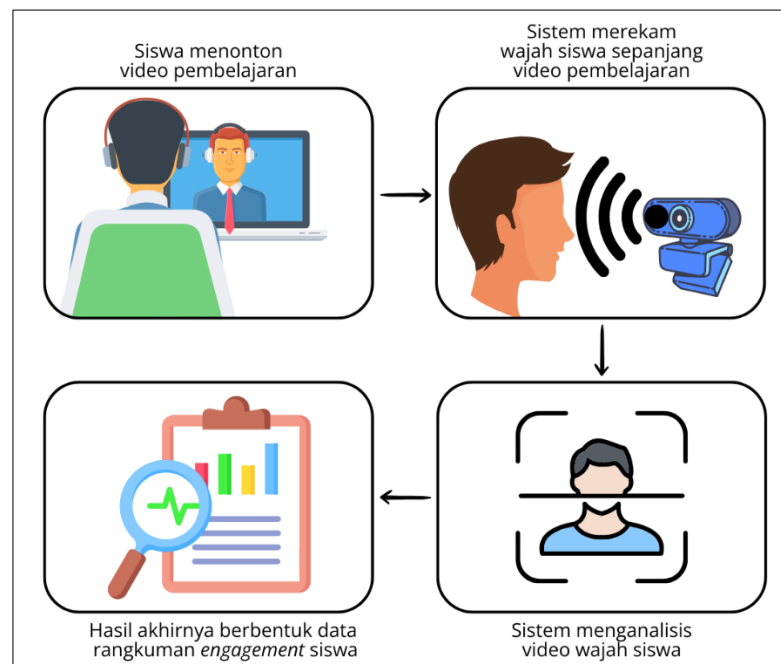 Siswa menonton
video pembelajaran
Sistem merekam
wajah siswa sepanjang
video pembelajaran
Sistem menganalisis
video wajah siswa
Hasil akhirnya berbentuk data
rangkuman engagement siswa